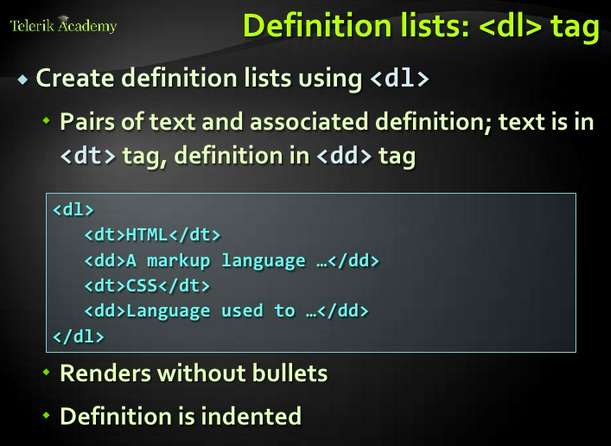 Telerik Academy
Definition lists: <dl> tag
Create definition lists using <dl>
Pairs of text and associated definition; text is in
<dt> tag, definition in <dd> tag
<dl>
<dt>HTML</dt>
<dd>A markup language …</dd>
<dt>CSS</dt>
<dd>Language used to …</dd>
</dl>
Renders without bullets
Definition is indented